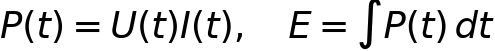 P(t) = U(t)I(t), E = ∫P(t) dt